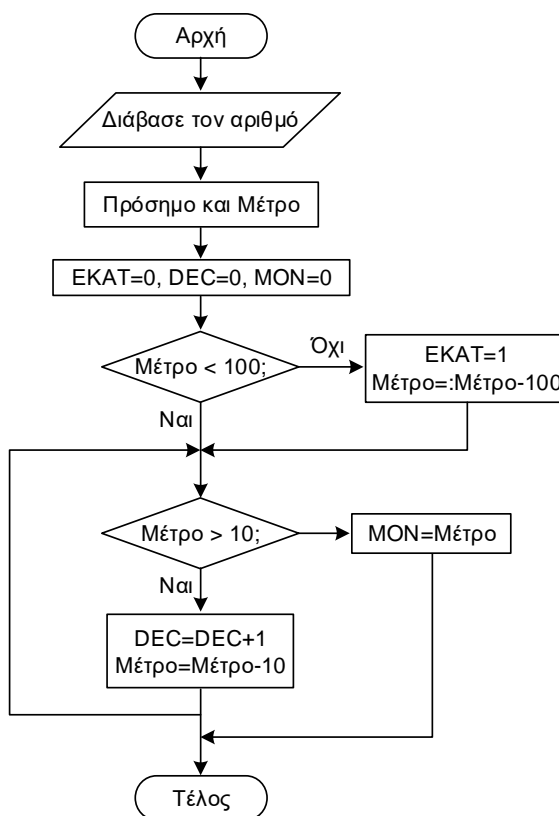 Αρχή
Διάβασε τον αριθμό
Πρόσημο και Μέτρο
ΕΚΑΤ=0, DEC=0, MON=0
Μέτρο < 100;
Όχι
ΕΚΑΤ=1
Μέτρο=:Μέτρο-100
Ναι
Μέτρο > 10;
MON=Μέτρο
Ναι
DEC=DEC+1
Μέτρο=Μέτρο-10
Τέλος